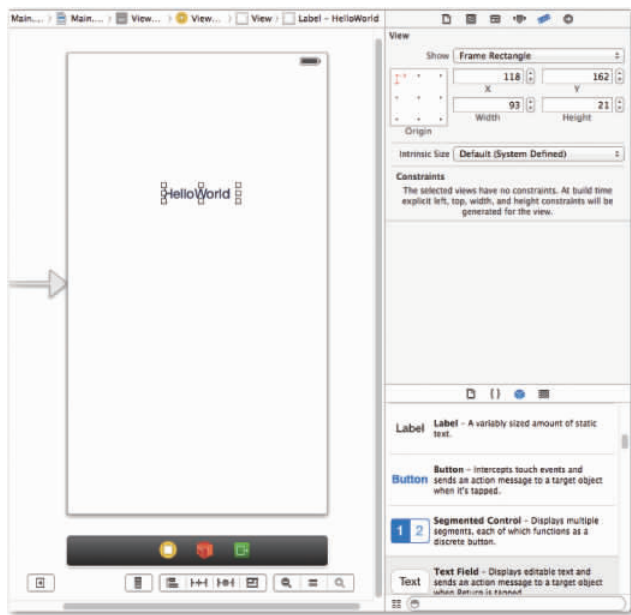 Main.... Main.... View... View... View Label - HelloWorld
HelloWorld
View
Show Frame Rectangle
118 162
X Y
93 21
Width Height
Origin
Intrinsic Size Default (System Defined)
Constraints
The selected views have no constraints. At build time
explicit left, top, width, and height constraints will be
generated for the view.
{ }
Label Label - A variably sized amount of static
text.
Button Button - Intercepts touch events and
sends an action message to a target object
when it's tapped.
1 2 Segmented Control - Displays multiple
segments, each of which functions as a
discrete button.
Text Text Field - Displays editable text and
sends an action message to a target object
when Return is tapped